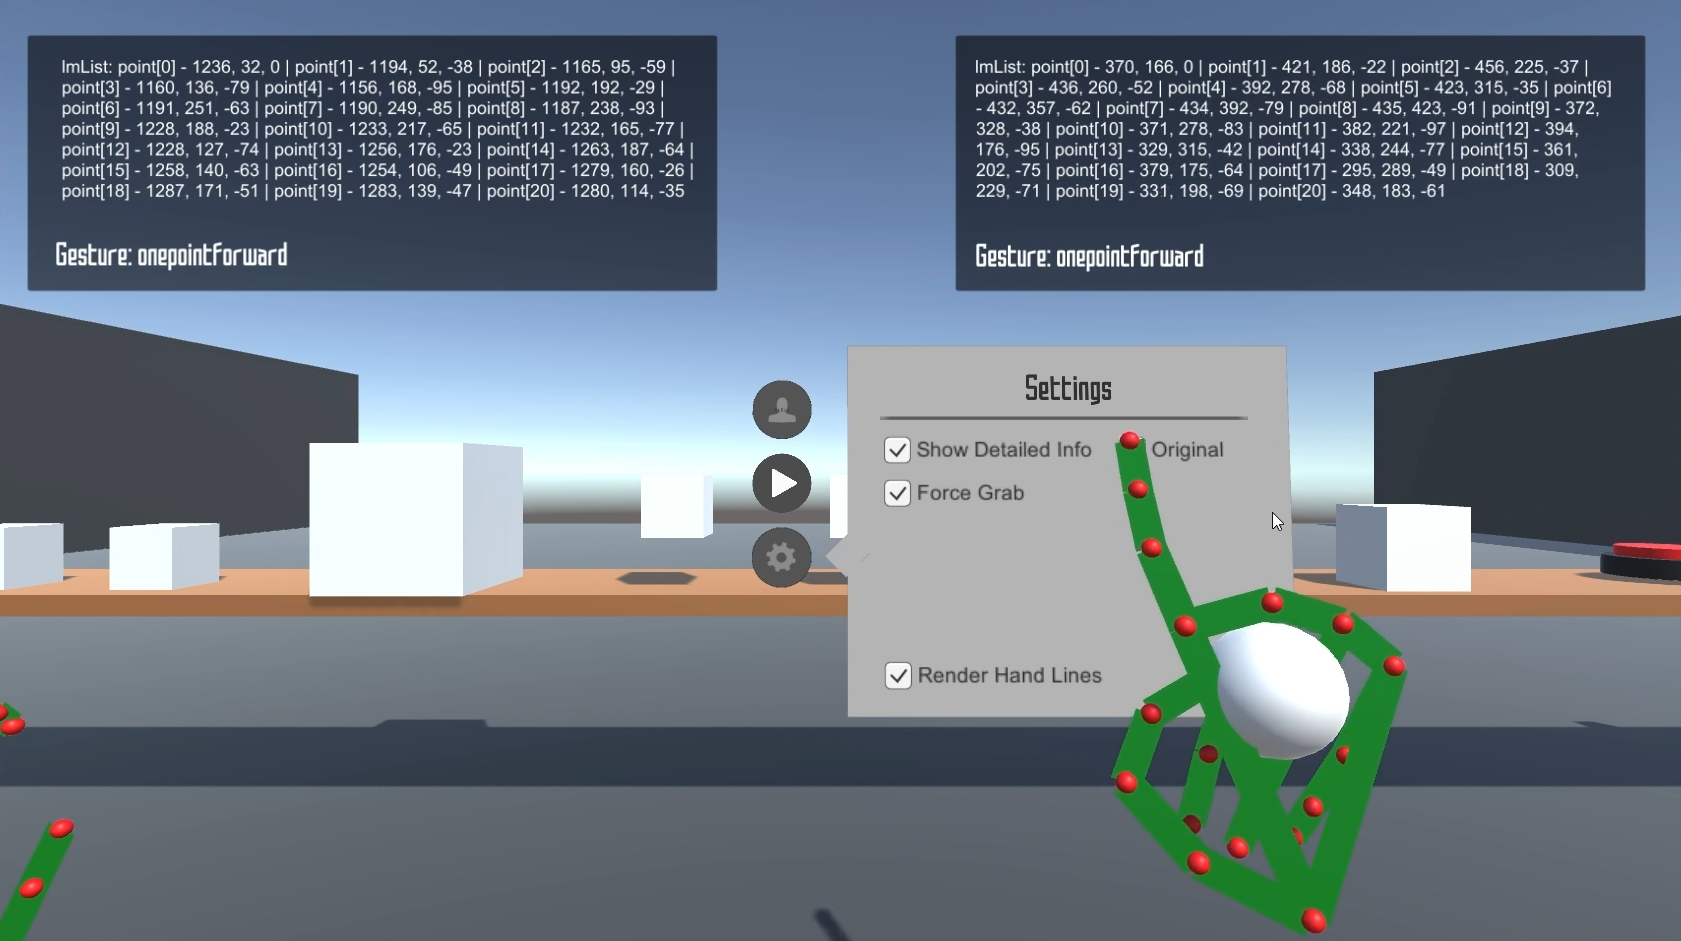 lmList: point[0] - 1236, 32, 0 | point[1] - 1194, 52, -38 | point[2] - 1165, 95, -59 |
point[3] - 1160, 136, -79 | point[4] - 1156, 168, -95 | point[5] - 1192, 192, -29 |
point[6] - 1191, 251, -63 | point[7] - 1190, 249, -85 | point[8] - 1187, 238, -93 |
point[9] - 1228, 188, -23 | point[10] - 1233, 217, -65 | point[11] - 1232, 165, -77 |
point[12] - 1228, 127, -74 | point[13] - 1256, 176, -23 | point[14] - 1263, 187, -64 |
point[15] - 1258, 140, -63 | point[16] - 1254, 106, -49 | point[17] - 1279, 160, -26 |
point[18] - 1287, 171, -51 | point[19] - 1283, 139, -47 | point[20] - 1280, 114, -35
Gesture: onepointforward
lmList: point[0] - 370, 166, 0 | point[1] - 421, 186, -22 | point[2] - 456, 225, -37 |
point[3] - 436, 260, -52 | point[4] - 392, 278, -68 | point[5] - 423, 315, -35 | point[6]
- 432, 357, -62 | point[7] - 434, 392, -79 | point[8] - 435, 423, -91 | point[9] - 372,
328, -38 | point[10] - 371, 278, -83 | point[11] - 382, 221, -97 | point[12] - 394,
176, -95 | point[13] - 329, 315, -42 | point[14] - 338, 244, -77 | point[15] - 361,
202, -75 | point[16] - 379, 175, -64 | point[17] - 295, 289, -49 | point[18] - 309,
229, -71 | point[19] - 331, 198, -69 | point[20] - 348, 183, -61
Gesture: onepointforward
Settings
Show Detailed Info
Original
Force Grab
Render Hand Lines